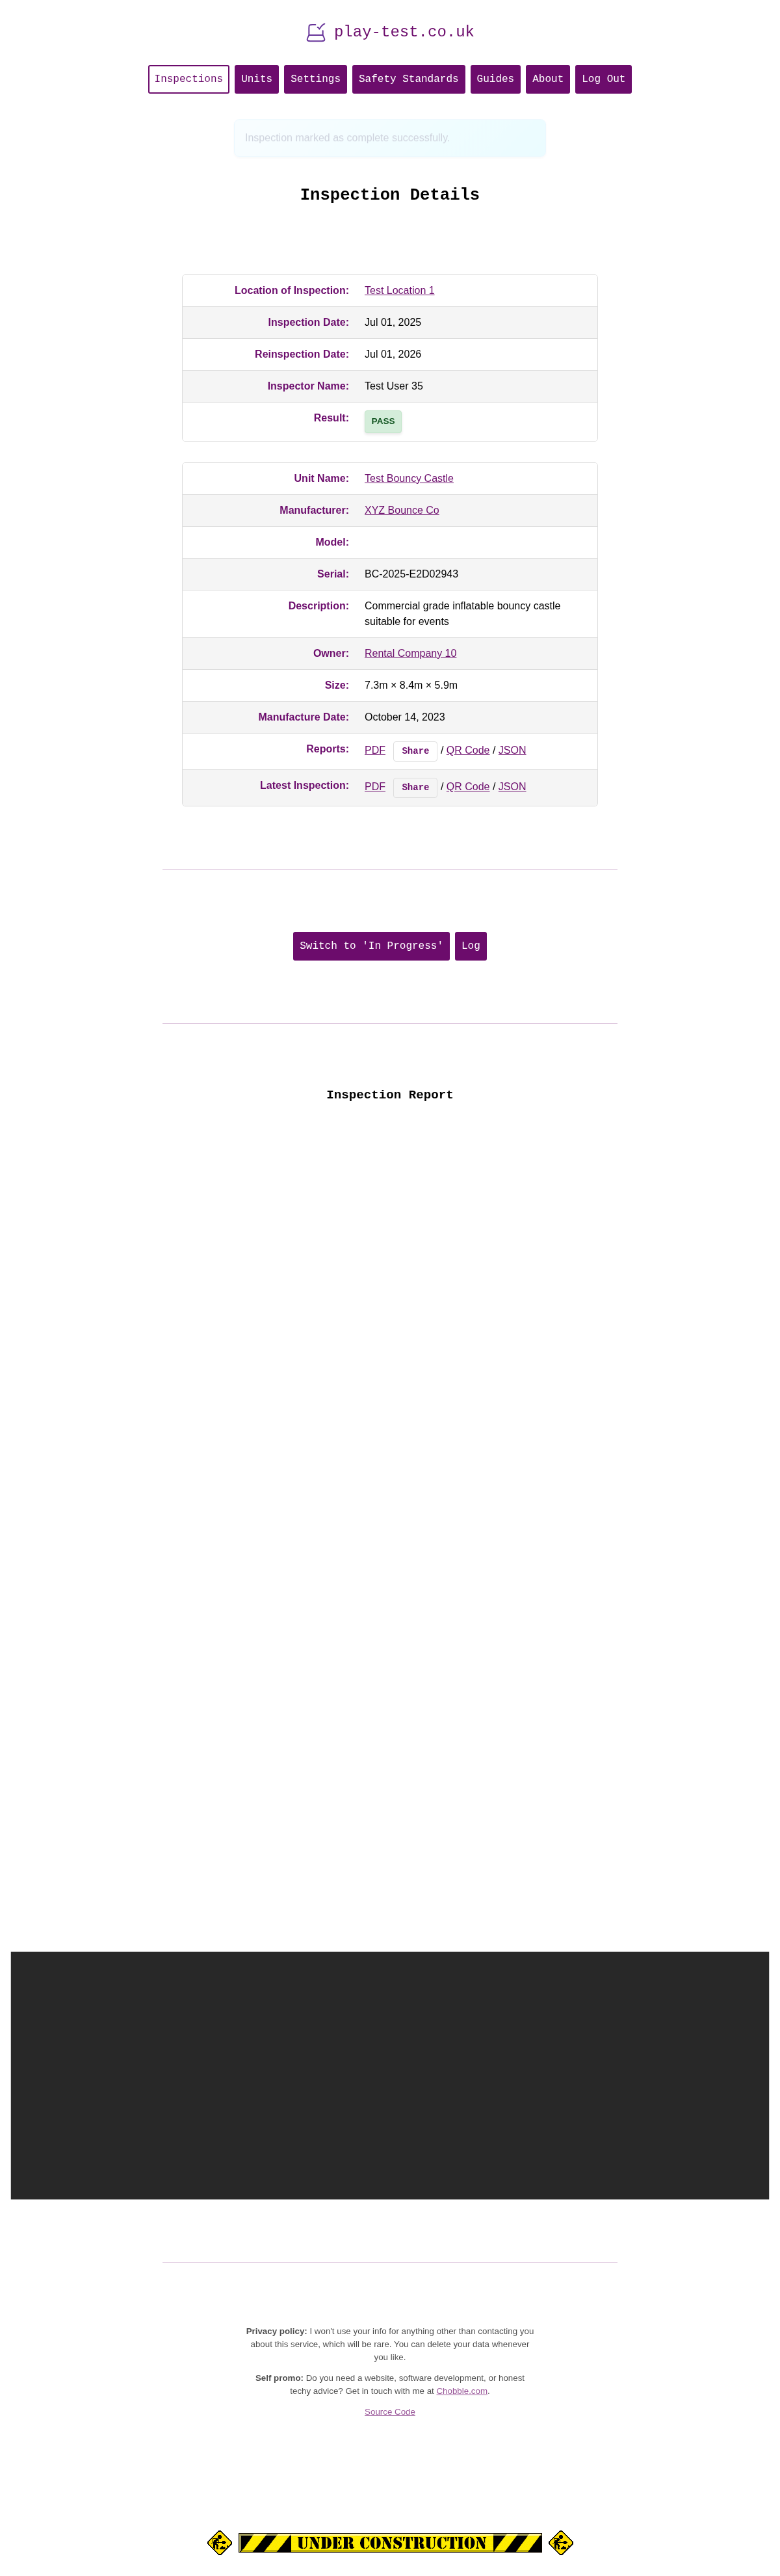 play-test.co.uk
Inspections Units Settings Safety Standards Guides About Log Out
Inspection marked as complete successfully.
Inspection Details
Location of Inspection: Test Location 1
Inspection Date: Jul 01, 2025
Reinspection Date: Jul 01, 2026
Inspector Name: Test User 35
Result: PASS
Unit Name: Test Bouncy Castle
Manufacturer: XYZ Bounce Co
Model:
Serial: BC-2025-E2D02943
Description: Commercial grade inflatable bouncy castle
suitable for events
Owner: Rental Company 10
Size: 7.3m × 8.4m × 5.9m
Manufacture Date: October 14, 2023
Reports: PDF Share / QR Code / JSON
Latest Inspection: PDF Share / QR Code / JSON
Switch to 'In Progress' Log
Inspection Report
Privacy policy: I won't use your info for anything other than contacting you
about this service, which will be rare. You can delete your data whenever
you like.
Self promo: Do you need a website, software development, or honest
techy advice? Get in touch with me at Chobble.com.
Source Code
UNDER CONSTRUCTION